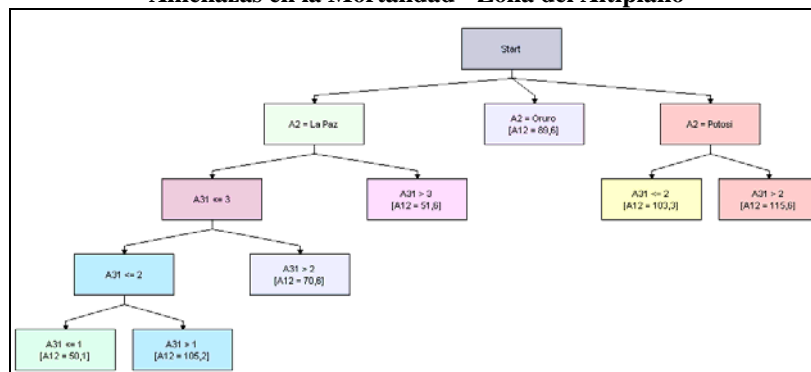 Amenazas en la Mortalidad - Zona del Altiplano
Start
A2 = La Paz
A2 = Oruro
[A12 = 89,6]
A2 = Potosí
A31 <= 3
A31 > 3
[A12 = 51,6]
A31 <= 2
[A12 = 103,3]
A31 > 2
[A12 = 115,6]
A31 <= 2
A31 > 2
[A12 = 70,6]
A31 <= 1
[A12 = 50,1]
A31 > 1
[A12 = 105,2]